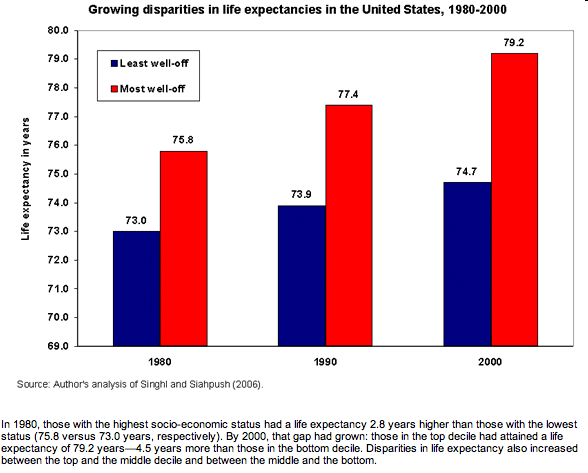 Growing disparities in life expectancies in the United States, 1980-2000
80.0
79.0
78.0
77.0
76.0
75.0
74.0
73.0
72.0
71.0
70.0
69.0
Life expectancy in years
Least well-off
Most well-off
73.0
75.8
73.9
77.4
74.7
79.2
1980
1990
2000
Source: Author's analysis of Singhl and Siahpush (2006).
In 1980, those with the highest socio-economic status had a life expectancy 2.8 years higher than those with the lowest
status (75.8 versus 73.0 years, respectively). By 2000, that gap had grown: those in the top decile had attained a life
expectancy of 79.2 years—4.5 years more than those in the bottom decile. Disparities in life expectancy also increased
between the top and the middle decile and between the middle and the bottom.